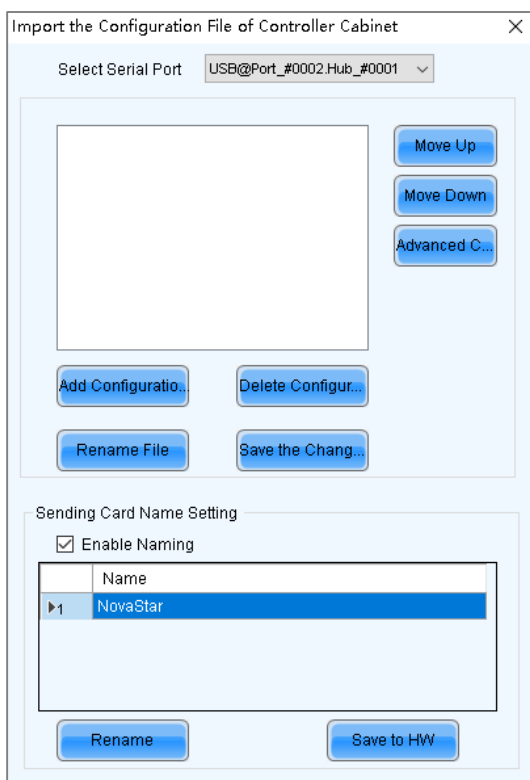 Import the Configuration File of Controller Cabinet
Select Serial Port USB@Port_#0002.Hub_#0001
Move Up
Move Down
Advanced C...
Add Configuratio... Delete Configur...
Rename File Save the Chang...
Sending Card Name Setting
Enable Naming
Name
1 NovaStar
Rename Save to HW